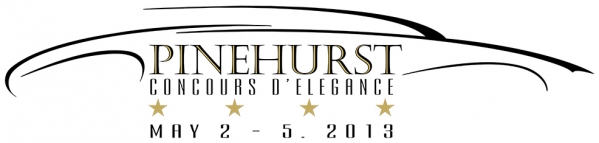 PINEHURST
CONCOURS D'ELEGANCE
MAY 2 - 5, 2013